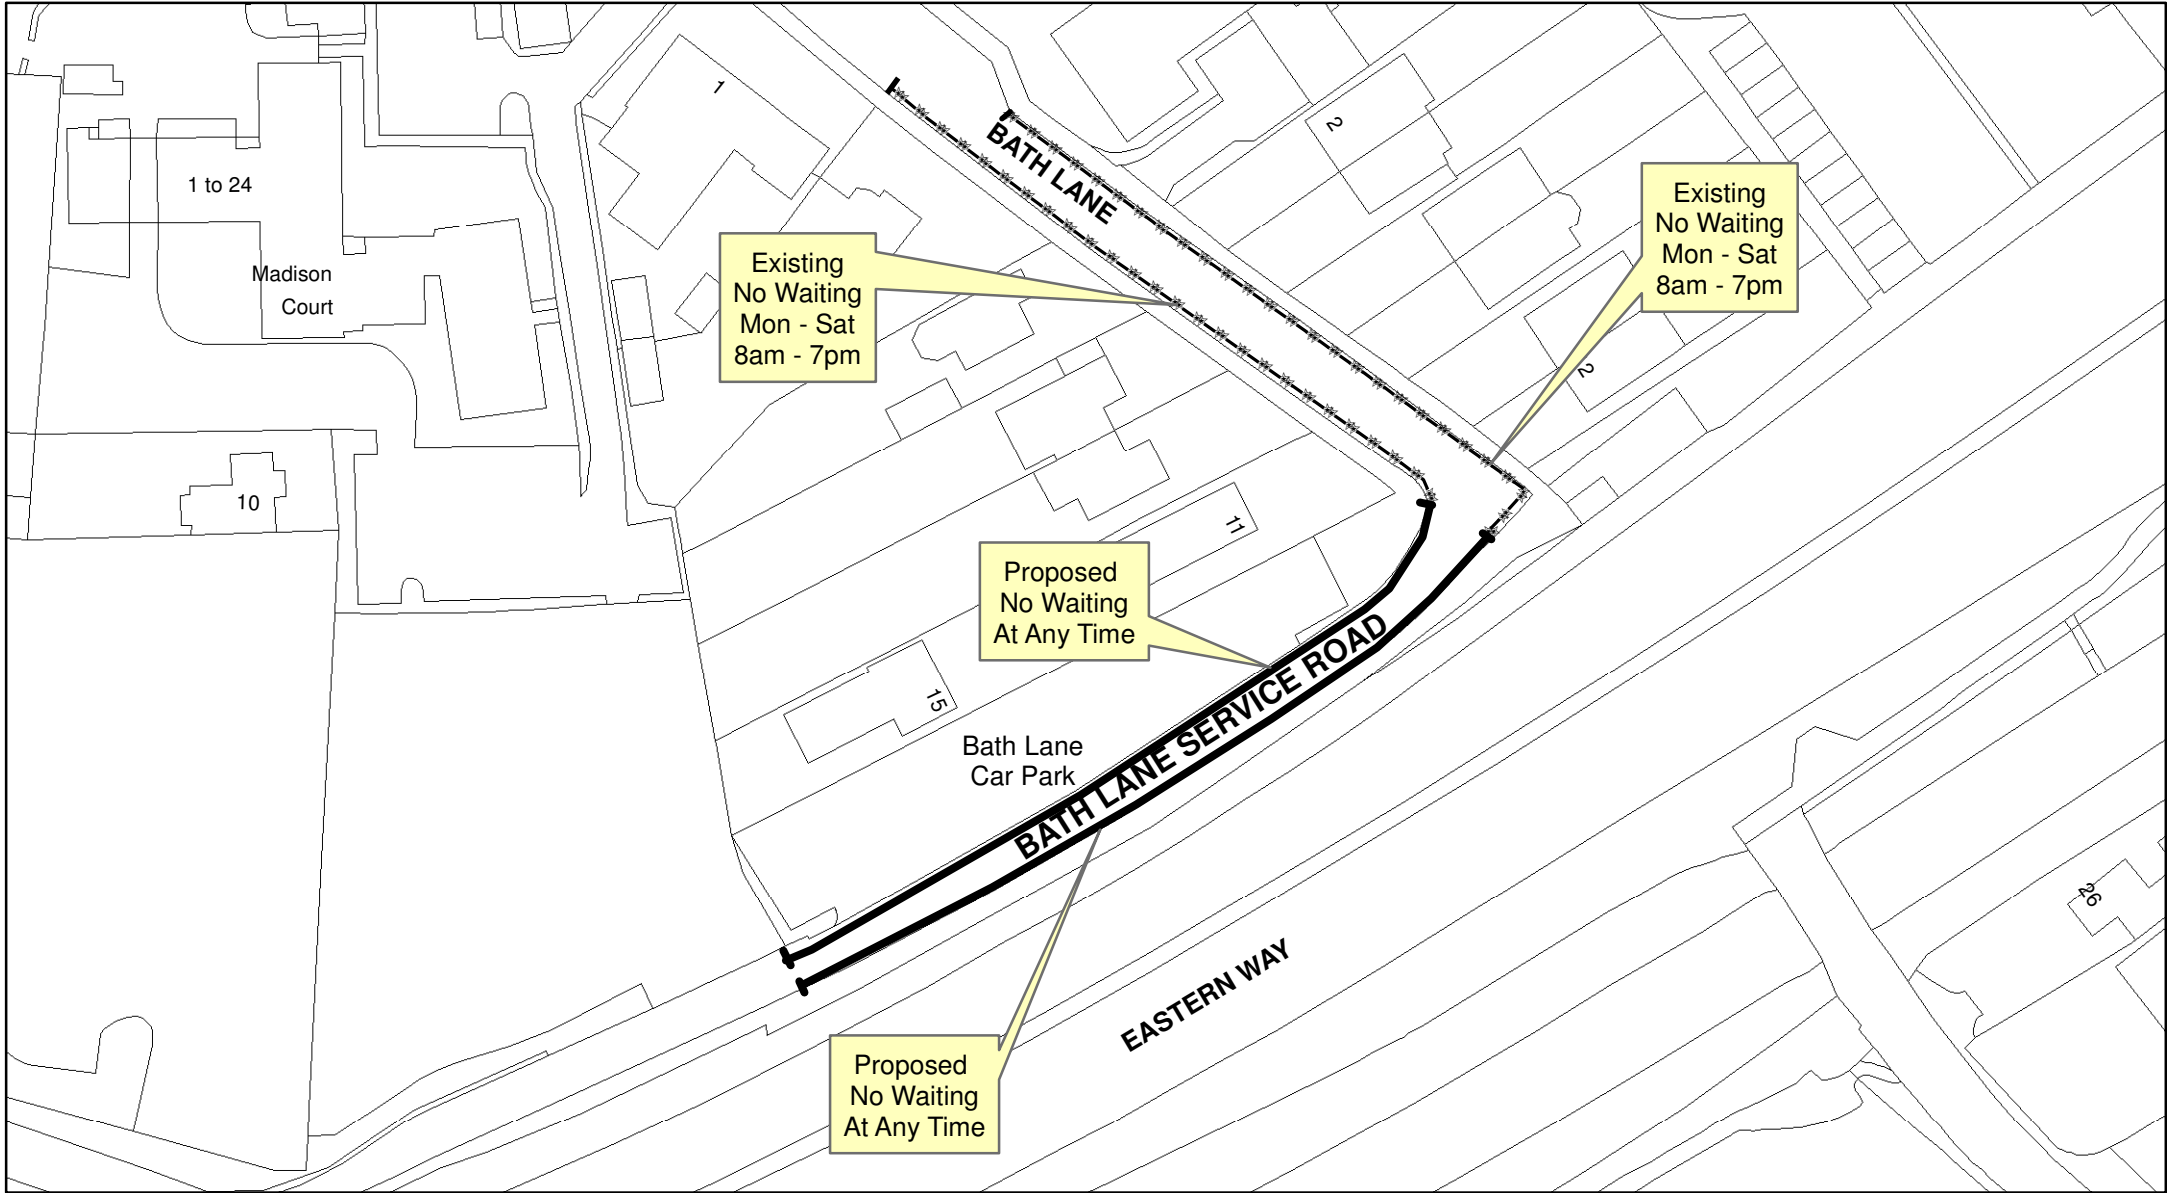 1
BATH LANE
2
1 to 24
Madison
Court
Existing
No Waiting
Mon - Sat
8am - 7pm
Existing
No Waiting
Mon - Sat
8am - 7pm
2
10
11
Proposed
No Waiting
At Any Time
15
Bath Lane
Car Park
BATH LANE SERVICE ROAD
26
EASTERN WAY
Proposed
No Waiting
At Any Time